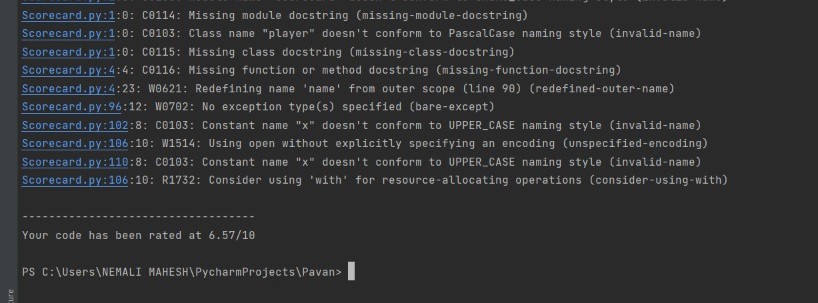 Scorecard.py:1:0: C0114: Missing module docstring (missing-module-docstring)
Scorecard.py:1:0: C0103: Class name "player" doesn't conform to PascalCase naming style (invalid-name)
Scorecard.py:1:0: C0115: Missing class docstring (missing-class-docstring)
Scorecard.py:4:4: C0116: Missing function or method docstring (missing-function-docstring)
Scorecard.py:4:23: W0621: Redefining name 'name' from outer scope (line 90) (redefined-outer-name)
Scorecard.py:96:12: W0702: No exception type(s) specified (bare-except)
Scorecard.py:102:8: C0103: Constant name "x" doesn't conform to UPPER_CASE naming style (invalid-name)
Scorecard.py:106:10: W1514: Using open without explicitly specifying an encoding (unspecified-encoding)
Scorecard.py:110:8: C0103: Constant name "x" doesn't conform to UPPER_CASE naming style (invalid-name)
Scorecard.py:106:10: R1732: Consider using 'with' for resource-allocating operations (consider-using-with)
-----------------------------------
Your code has been rated at 6.57/10
PS C:\Users\NEMALI MAHESH\PycharmProjects\Pavan>